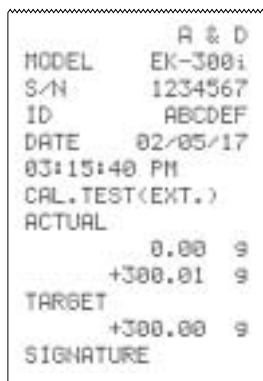 A & D
MODEL EK-300i
S/N 1234567
ID ABCDEF
DATE 02/05/17
03:15:40 PM
CAL.TEST(EXT.)
ACTUAL
0.00 g
+300.01 g
TARGET
+300.00 g
SIGNATURE